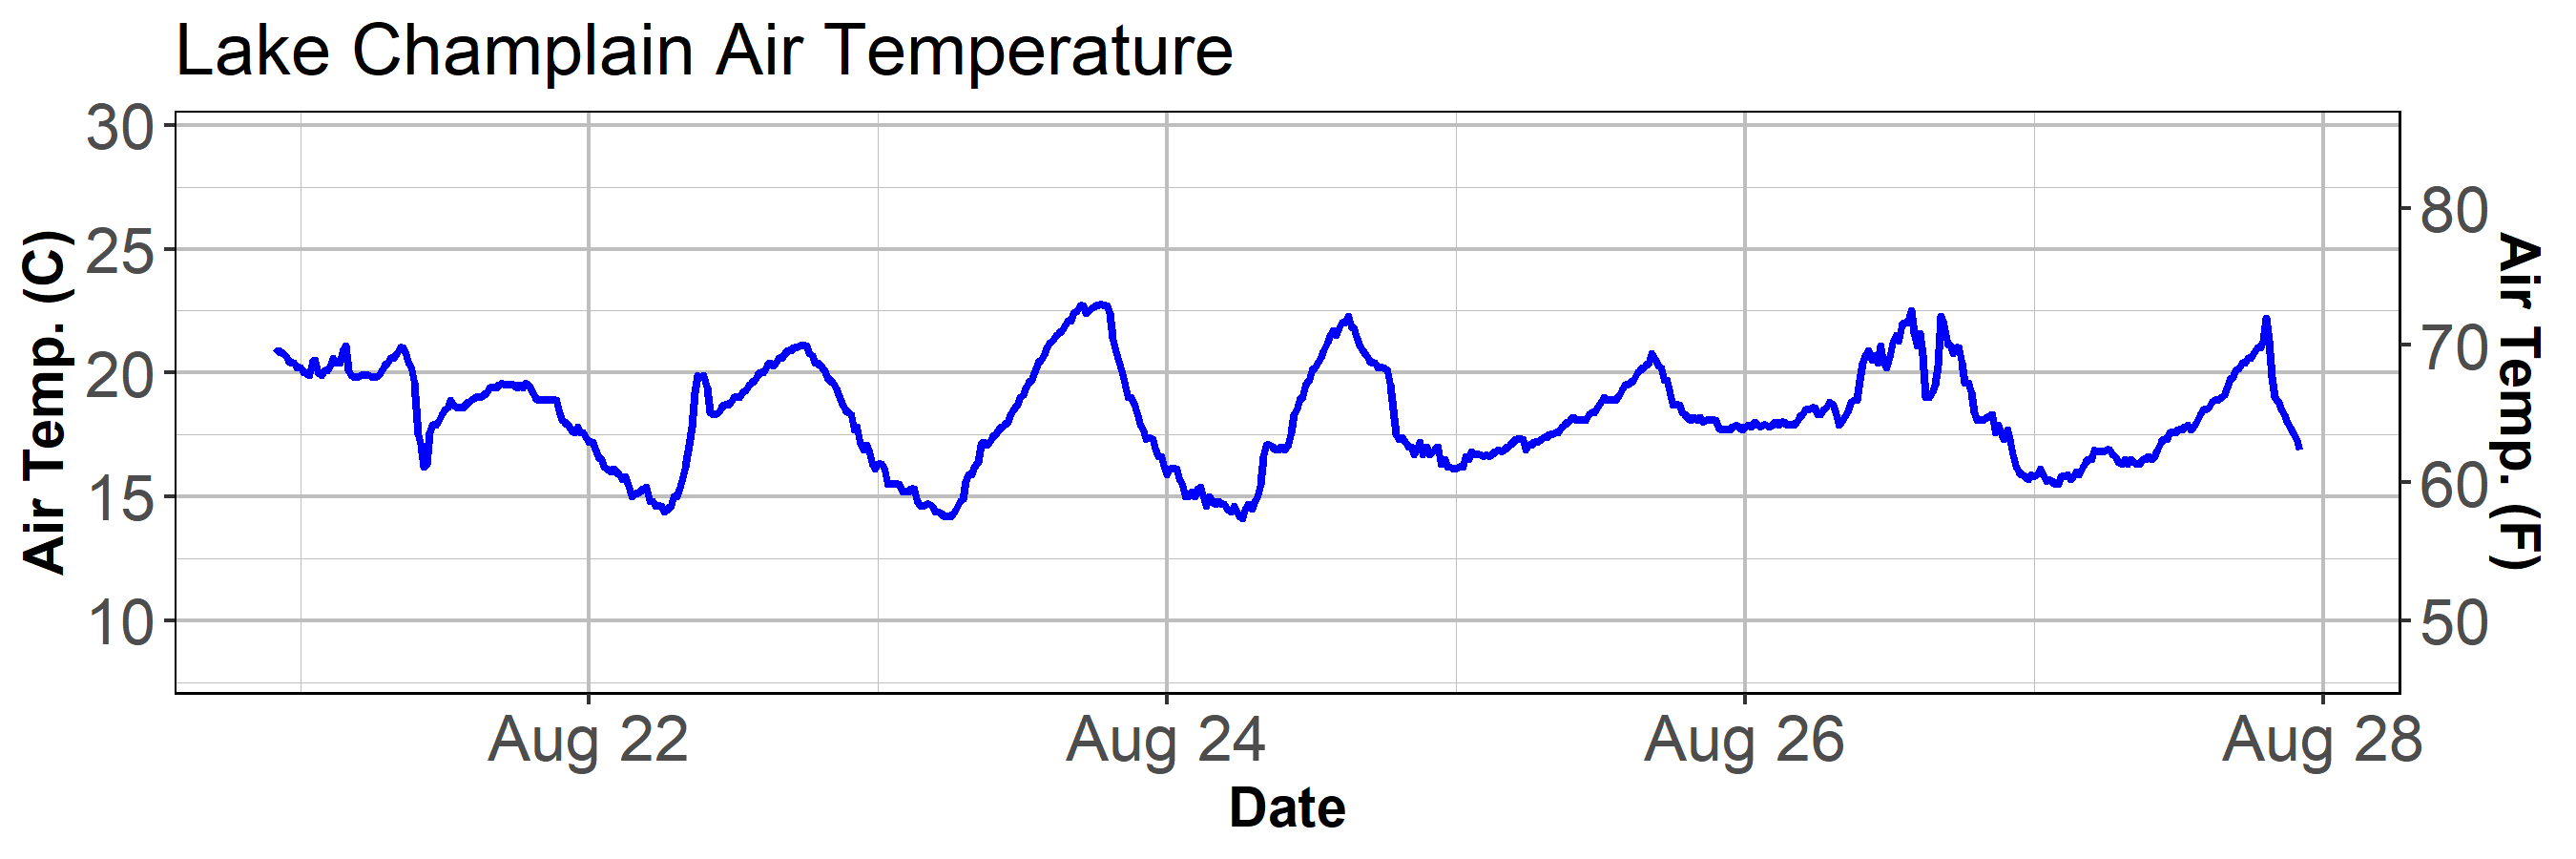 Lake Champlain Air Temperature
30
25
20
15
10
Air Temp. (C)
80
70
60
50
Air Temp. (F)
Aug 22 Aug 24 Aug 26 Aug 28
Date